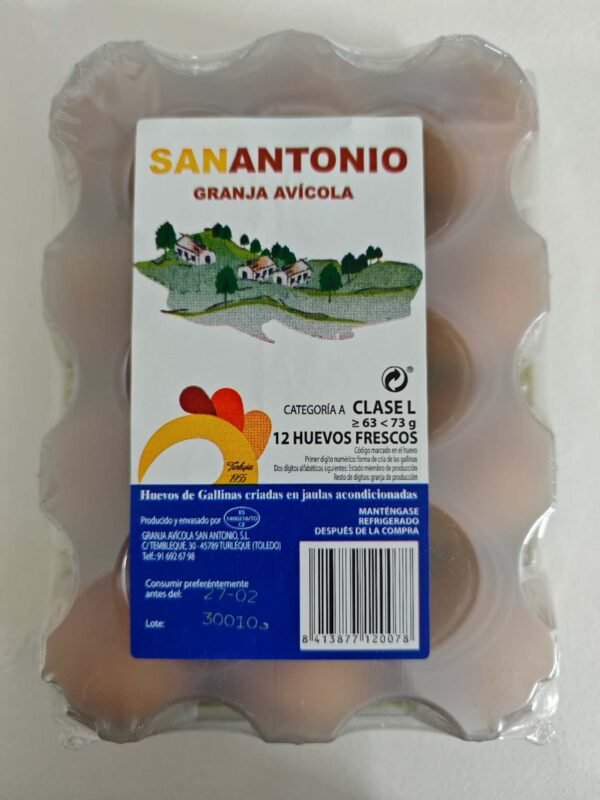 SANANTONIO
GRANJA AVÍCOLA
®
CATEGORÍA A CLASE L
≥ 63 < 73 g
12 HUEVOS FRESCOS
Código marcado en el huevo
Primer dígito numérico: forma de cría de las gallinas
Dos dígitos alfabéticos siguientes: Estado miembro de producción
Resto de dígitos: granja de producción
Turleque
1955
Huevos de Gallinas criadas en jaulas acondicionadas
Producido y envasado por
ES
CE
GRANJA AVÍCOLA SAN ANTONIO, S.L.
C/ TEMBLEQUE, 30 - 45789 TURLEQUE (TOLEDO)
Telf.: 91 692 67 98
MANTÉNGASE
REFRIGERADO
DESPUÉS DE LA COMPRA
Consumir preferéntemente
antes del: 27-02
Lote: 30010
8 413877 120078